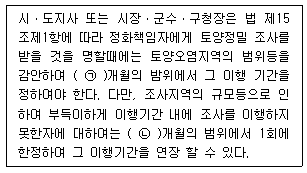 시ㆍ도지사 또는 시장ㆍ군수ㆍ구청장은 법 제15
조제1항에 따라 정화책임자에게 토양정밀 조사를
받을 것을 명할때에는 토양오염지역의 범위등을
감안하여 ( ㉠ )개월의 범위에서 그 이행 기간을
정하여야 한다. 다만, 조사지역의 규모등으로 인
하여 부득이하게 이행기간 내에 조사를 이행하지
못한자에 대하여는 ( ㉡ )개월의 범위에서 1회에
한정하여 그 이행기간을 연장 할 수 있다.